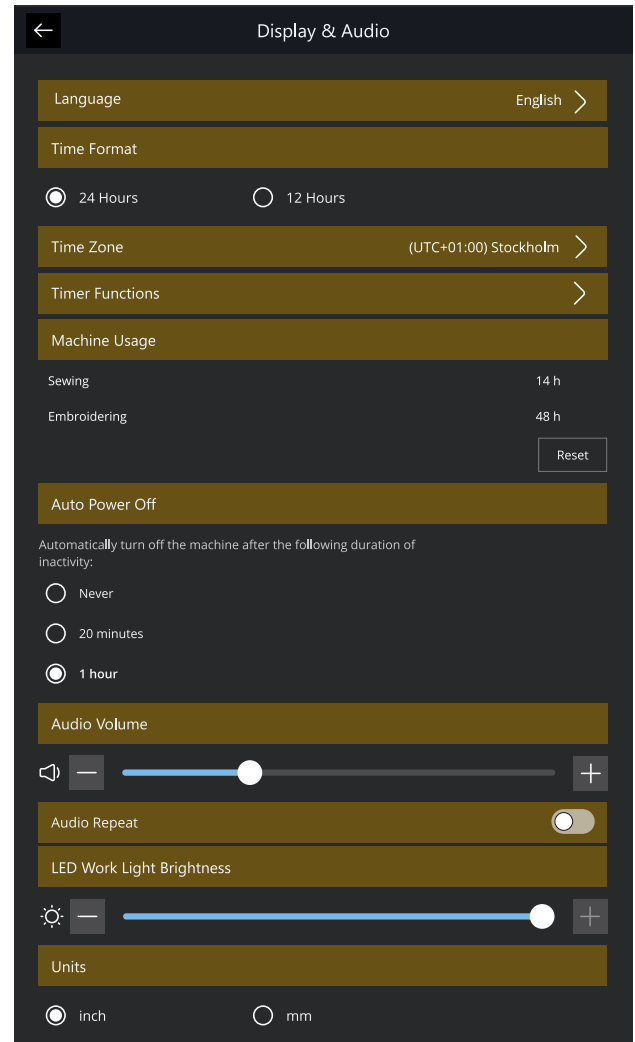 Display & Audio
Language English
Time Format
24 Hours 12 Hours
Time Zone (UTC+01:00) Stockholm
Timer Functions
Machine Usage
Sewing 14 h
Embroidering 48 h
Reset
Auto Power Off
Automatically turn off the machine after the following duration of
inactivity:
Never
20 minutes
1 hour
Audio Volume
Audio Repeat
LED Work Light Brightness
Units
inch mm